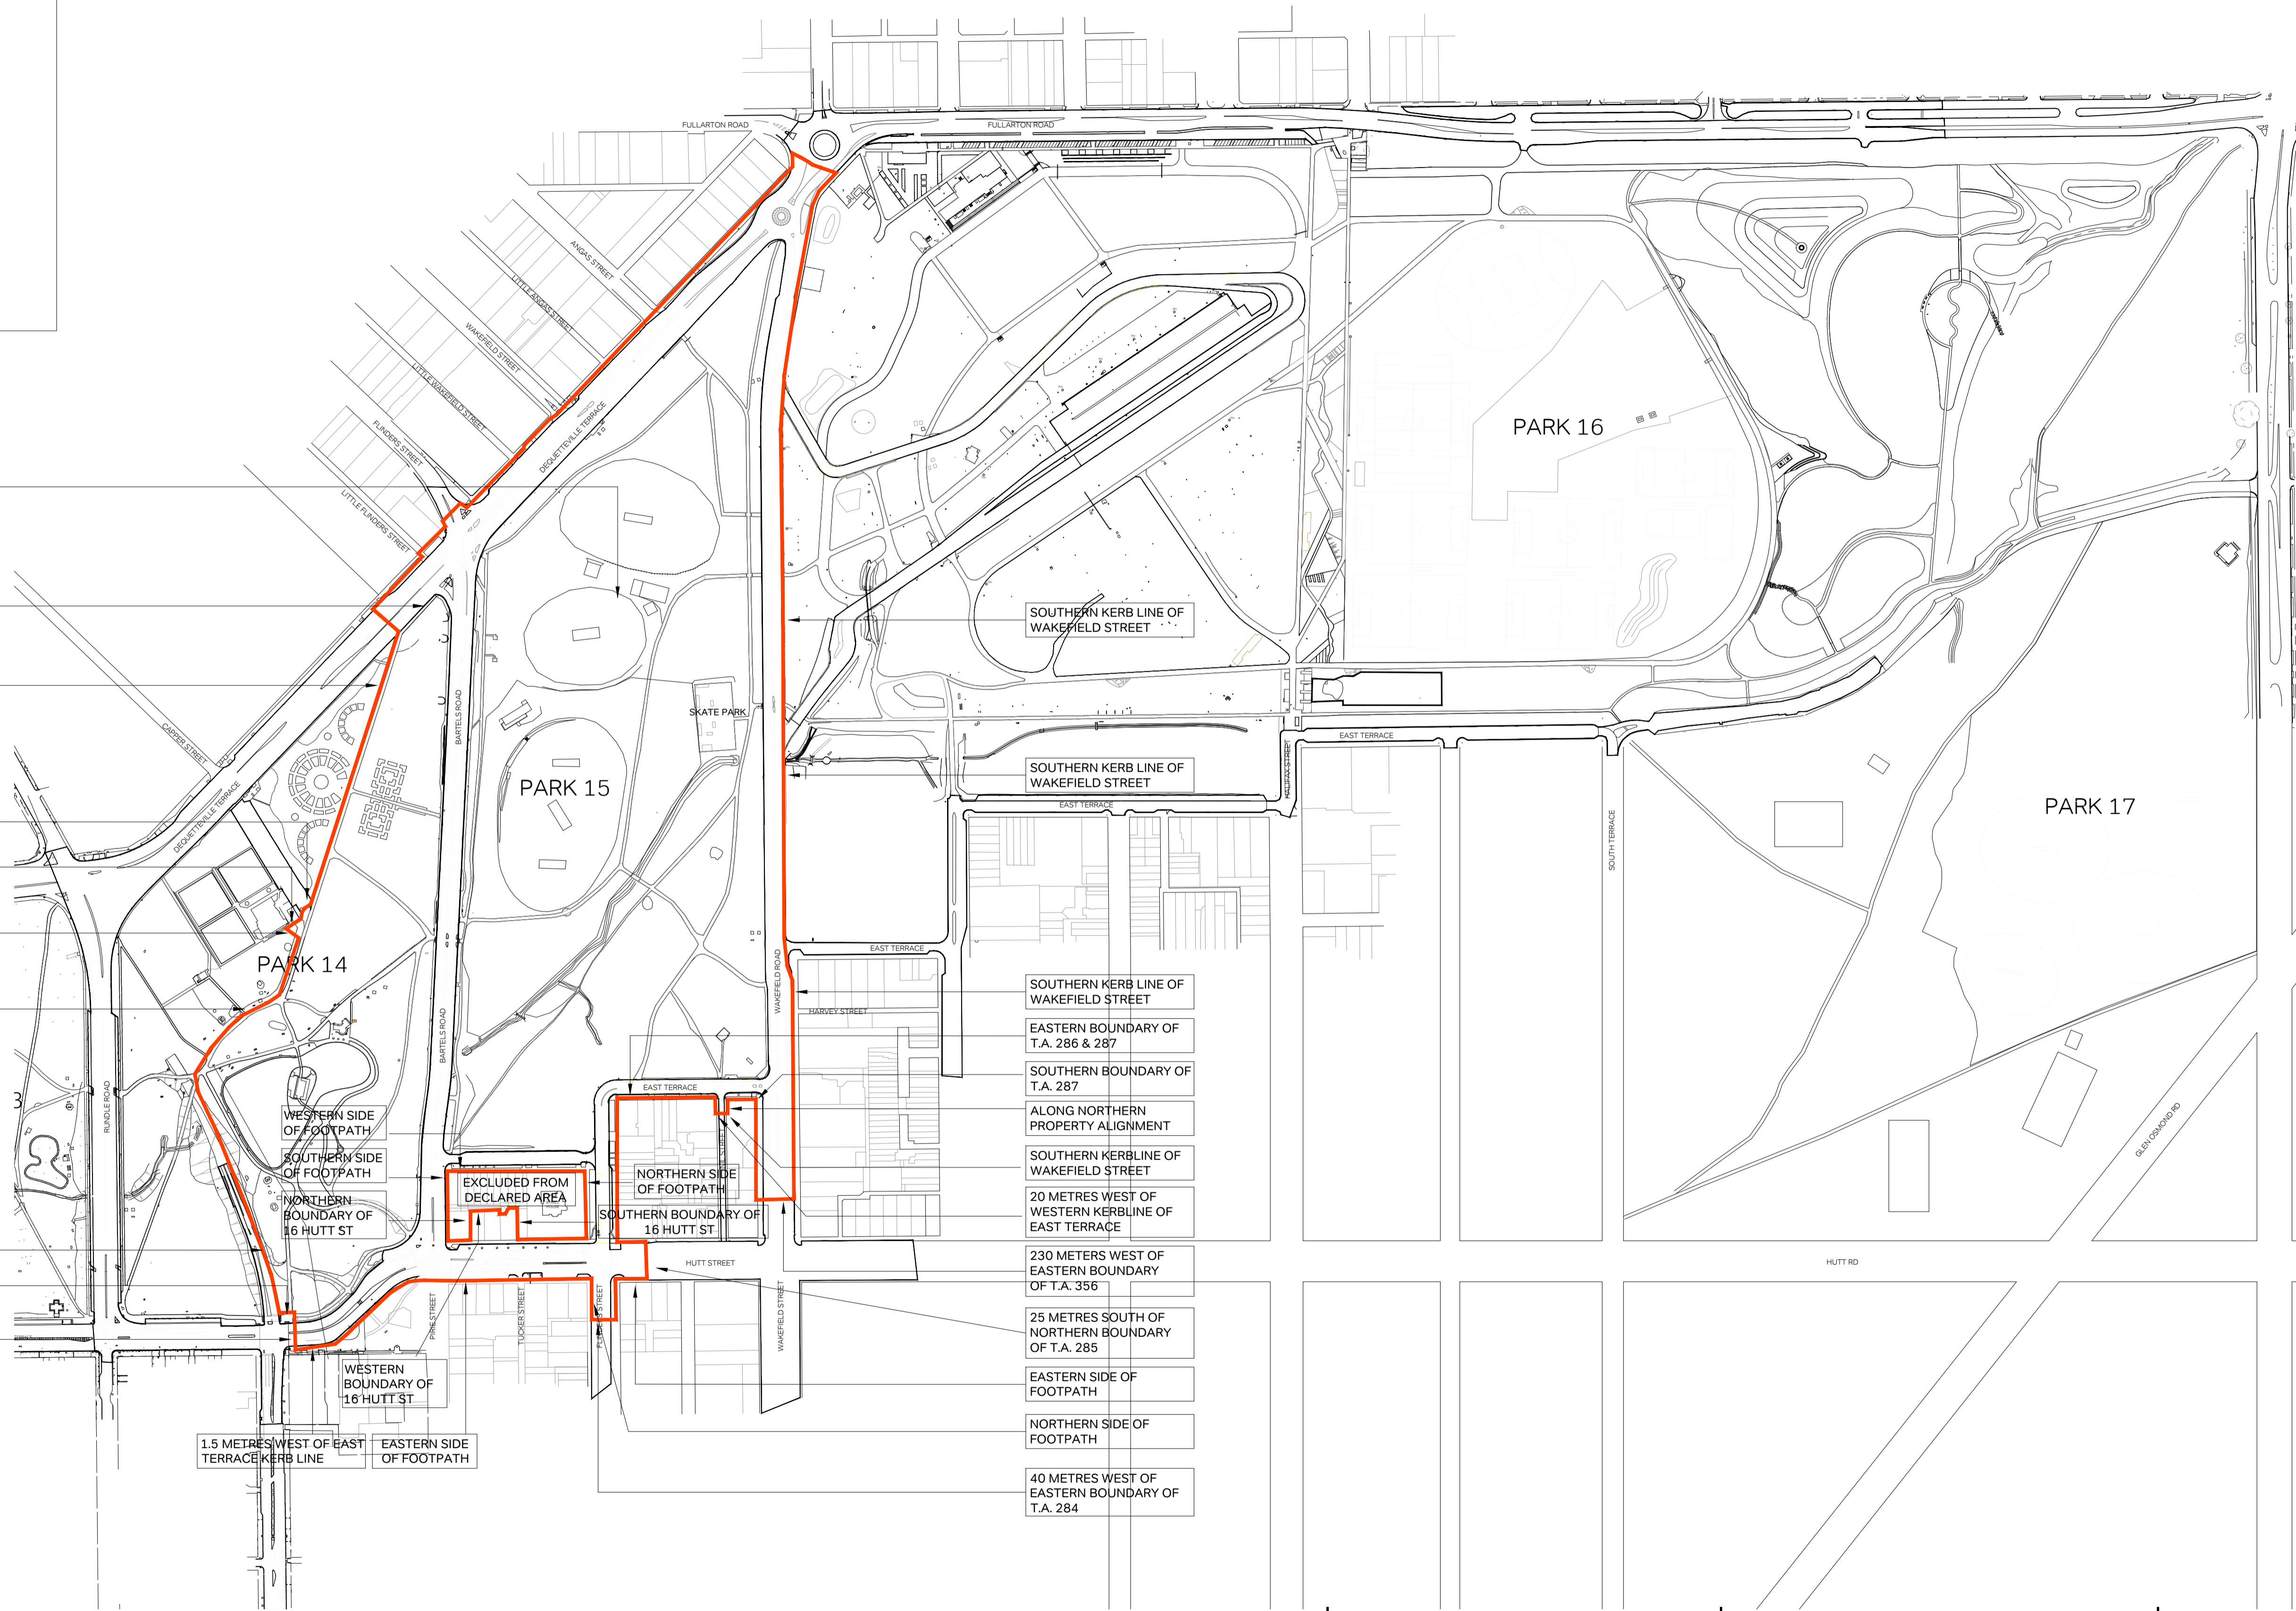 FULLARTON ROAD
FULLARTON ROAD
ANGAS STREET
LITTLE ANGAS STREET
WAKEFIELD STREET
LITTLE WAKEFIELD STREET
FLINDERS STREET
LITTLE FLINDERS STREET
DEQUETTEVILLE TERRACE
PARK 16
SOUTHERN KERB LINE OF
WAKEFIELD STREET
BARTELS ROAD
SKATE PARK
CAPPER STREET
DEQUETTEVILLE TERRACE
PARK 15
SOUTHERN KERB LINE OF
WAKEFIELD STREET
EAST TERRACE
HALIFAX STREET
EAST TERRACE
SOUTH TERRACE
PARK 17
PARK 14
EAST TERRACE
WAKEFIELD ROAD
SOUTHERN KERB LINE OF
WAKEFIELD STREET
HARVEY STREET
BARTELS ROAD
EASTERN BOUNDARY OF
T.A. 286 & 287
SOUTHERN BOUNDARY OF
T.A. 287
EAST TERRACE
RUNDLE ROAD
3
WESTERN SIDE
OF FOOTPATH
ALONG NORTHERN
PROPERTY ALIGNMENT
SOUTHERN SIDE
OF FOOTPATH
SOUTHERN KERBLINE OF
WAKEFIELD STREET
EXCLUDED FROM
DECLARED AREA
NORTHERN SIDE
OF FOOTPATH
NORTHERN
BOUNDARY OF
16 HUTT ST
20 METRES WEST OF
WESTERN KERBLINE OF
EAST TERRACE
SOUTHERN BOUNDARY OF
16 HUTT ST
GLEN OSMOND RD
HUTT STREET
HUTT RD
230 METERS WEST OF
EASTERN BOUNDARY
OF T.A. 356
PIRIE STREET
TUCKER STREET
WAKEFIELD STREET
25 METRES SOUTH OF
NORTHERN BOUNDARY
OF T.A. 285
WESTERN
BOUNDARY OF
16 HUTT ST
EASTERN SIDE OF
FOOTPATH
NORTHERN SIDE OF
FOOTPATH
1.5 METRES WEST OF EAST
TERRACE KERB LINE
EASTERN SIDE
OF FOOTPATH
40 METRES WEST OF
EASTERN BOUNDARY OF
T.A. 284